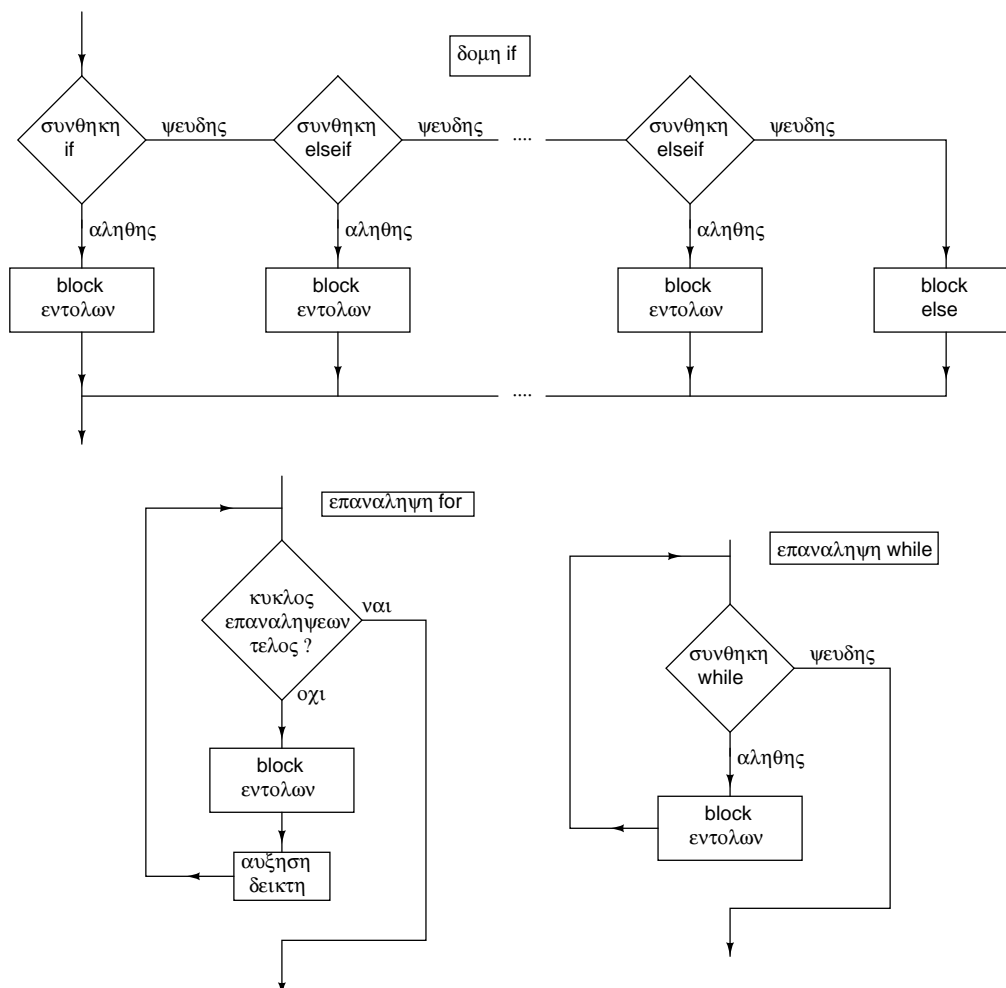 δομη if
συνθηκη
if
ψευδης
συνθηκη
elseif
ψευδης
....
συνθηκη
elseif
ψευδης
αληθης
αληθης
αληθης
block
εντολων
block
εντολων
block
εντολων
block
else
....
επαναληψη for
κυκλος
επαναληψεων
τελος ?
ναι
οχι
block
εντολων
αυξηση
δεικτη
επαναληψη while
συνθηκη
while
ψευδης
αληθης
block
εντολων